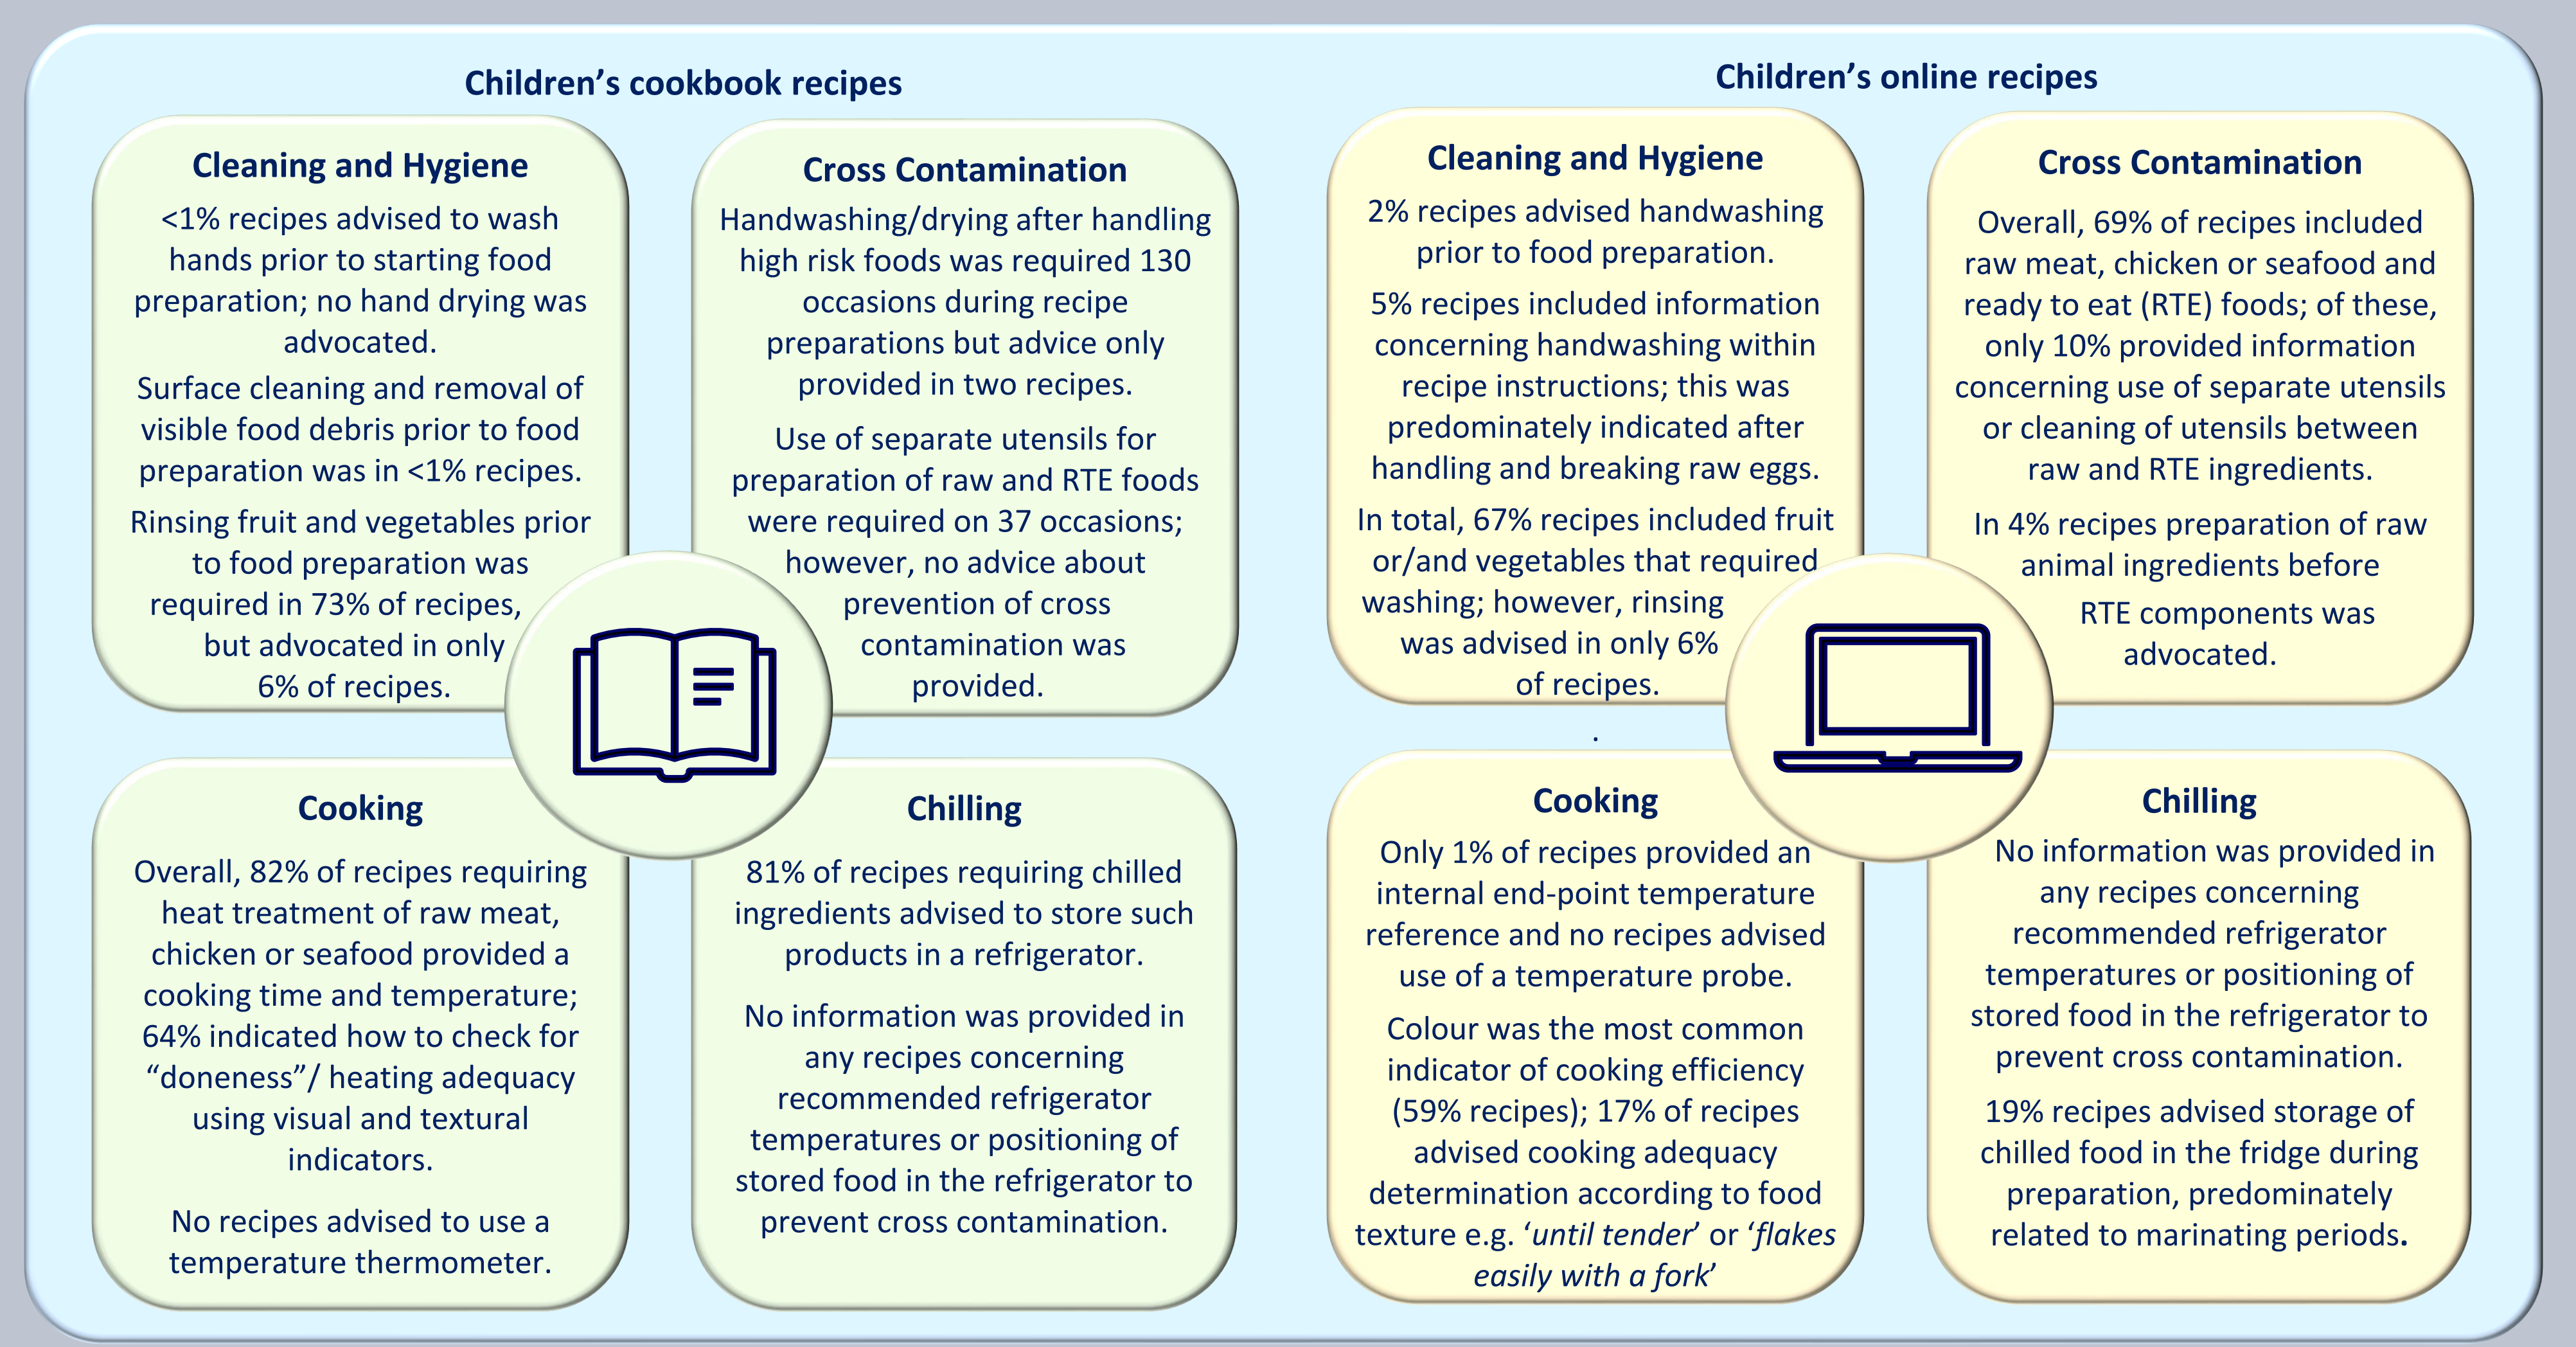 Children's cookbook recipes
Cleaning and Hygiene
<1% recipes advised to wash
hands prior to starting food
preparation; no hand drying was
advocated.
Surface cleaning and removal of
visible food debris prior to food
preparation was in <1% recipes.
Rinsing fruit and vegetables prior
to food preparation was
required in 73% of recipes,
but advocated in only
6% of recipes.
Cross Contamination
Handwashing/drying after handling
high risk foods was required 130
occasions during recipe
preparations but advice only
provided in two recipes.
Use of separate utensils for
preparation of raw and RTE foods
were required on 37 occasions;
however, no advice about
prevention of cross
contamination was
provided.
Cooking
Overall, 82% of recipes requiring
heat treatment of raw meat,
chicken or seafood provided a
cooking time and temperature;
64% indicated how to check for
“doneness”/ heating adequacy
using visual and textural
indicators.
No recipes advised to use a
temperature thermometer.
Chilling
81% of recipes requiring chilled
ingredients advised to store such
products in a refrigerator.
No information was provided in
any recipes concerning
recommended refrigerator
temperatures or positioning of
stored food in the refrigerator to
prevent cross contamination.
Children's online recipes
Cleaning and Hygiene
2% recipes advised handwashing
prior to food preparation.
5% recipes included information
concerning handwashing within
recipe instructions; this was
predominately indicated after
handling and breaking raw eggs.
In total, 67% recipes included fruit
or/and vegetables that required
washing; however, rinsing
was advised in only 6%
of recipes.
.
Cross Contamination
Overall, 69% of recipes included
raw meat, chicken or seafood and
ready to eat (RTE) foods; of these,
only 10% provided information
concerning use of separate utensils
or cleaning of utensils between
raw and RTE ingredients.
In 4% recipes preparation of raw
animal ingredients before
RTE components was
advocated.
Cooking
Only 1% of recipes provided an
internal end-point temperature
reference and no recipes advised
use of a temperature probe.
Colour was the most common
indicator of cooking efficiency
(59% recipes); 17% of recipes
advised cooking adequacy
determination according to food
texture e.g. ‘until tender’ or ‘flakes
easily with a fork’
Chilling
No information was provided in
any recipes concerning
recommended refrigerator
temperatures or positioning of
stored food in the refrigerator to
prevent cross contamination.
19% recipes advised storage of
chilled food in the fridge during
preparation, predominately
related to marinating periods.